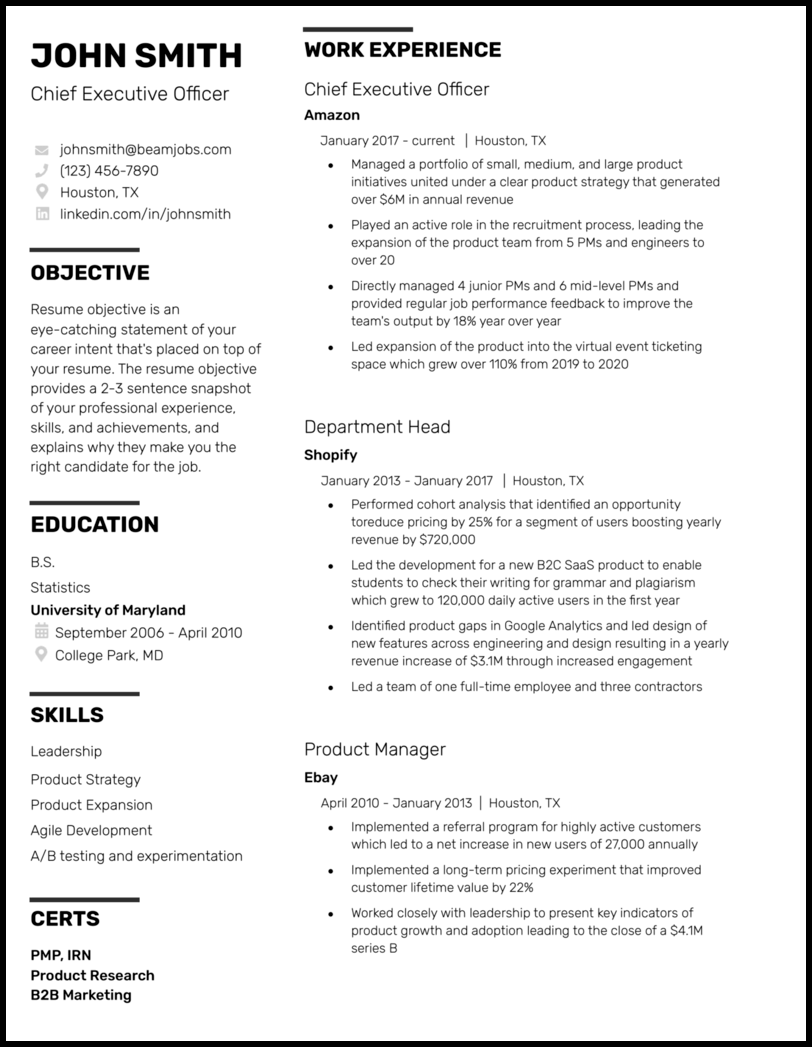 JOHN SMITH
Chief Executive Officer
johnsmith@beamjobs.com
(123) 456-7890
Houston, TX
linkedin.com/in/johnsmith
OBJECTIVE
Resume objective is an
eye-catching statement of your
career intent that's placed on top of
your resume. The resume objective
provides a 2-3 sentence snapshot
of your professional experience,
skills, and achievements, and
explains why they make you the
right candidate for the job.
EDUCATION
B.S.
Statistics
University of Maryland
September 2006 - April 2010
College Park, MD
SKILLS
Leadership
Product Strategy
Product Expansion
Agile Development
A/B testing and experimentation
CERTS
PMP, IRN
Product Research
B2B Marketing
WORK EXPERIENCE
Chief Executive Officer
Amazon
January 2017 - current | Houston, TX
• Managed a portfolio of small, medium, and large product
initiatives united under a clear product strategy that generated
over $6M in annual revenue
• Played an active role in the recruitment process, leading the
expansion of the product team from 5 PMs and engineers to
over 20
• Directly managed 4 junior PMs and 6 mid-level PMs and
provided regular job performance feedback to improve the
team's output by 18% year over year
• Led expansion of the product into the virtual event ticketing
space which grew over 110% from 2019 to 2020
Department Head
Shopify
January 2013 - January 2017 | Houston, TX
• Performed cohort analysis that identified an opportunity
toreduce pricing by 25% for a segment of users boosting yearly
revenue by $720,000
• Led the development for a new B2C SaaS product to enable
students to check their writing for grammar and plagiarism
which grew to 120,000 daily active users in the first year
• Identified product gaps in Google Analytics and led design of
new features across engineering and design resulting in a yearly
revenue increase of $3.1M through increased engagement
• Led a team of one full-time employee and three contractors
Product Manager
Ebay
April 2010 - January 2013 | Houston, TX
• Implemented a referral program for highly active customers
which led to a net increase in new users of 27,000 annually
• Implemented a long-term pricing experiment that improved
customer lifetime value by 22%
• Worked closely with leadership to present key indicators of
product growth and adoption leading to the close of a $4.1M
series B